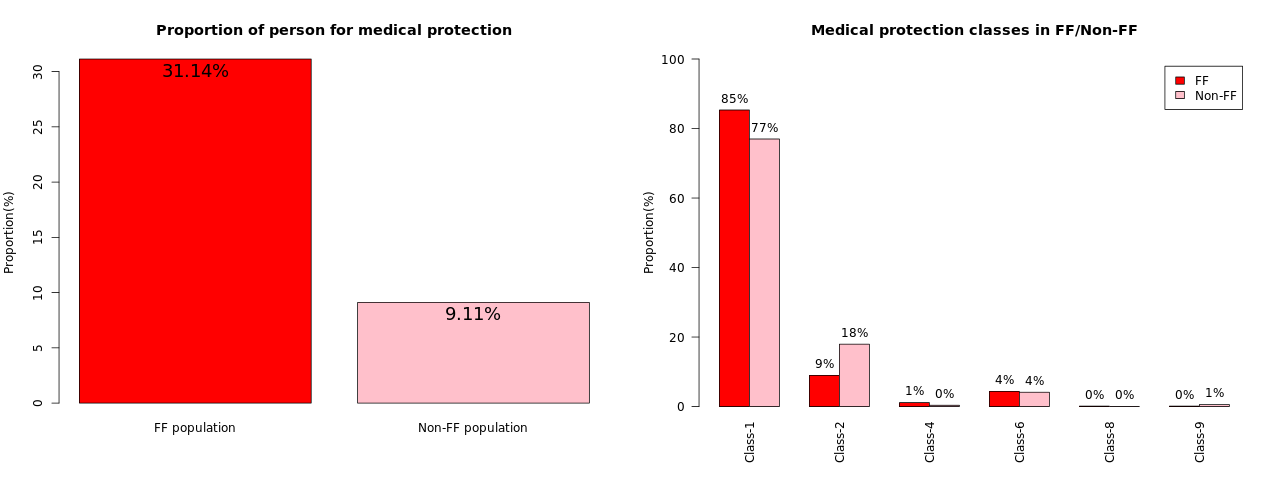 Proportion of person for medical protection
Proportion(%)
30
25
20
15
10
5
0
31.14%
9.11%
FF population
Non-FF population
Medical protection classes in FF/Non-FF
Proportion(%)
100
80
60
40
20
0
FF
Non-FF
85%
77%
9%
18%
1%
0%
4%
4%
0%
0%
0%
1%
Class-1
Class-2
Class-4
Class-6
Class-8
Class-9